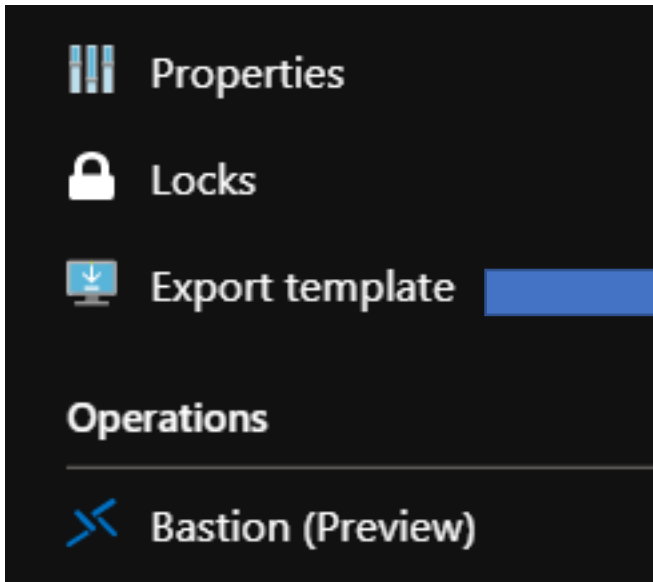 Properties
Locks
Export template
Operations
Bastion (Preview)